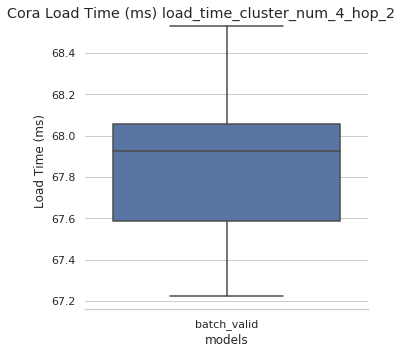 Cora Load Time (ms) load_time_cluster_num_4_hop_2
68.4
68.2
68.0
67.8
67.6
67.4
67.2
Load Time (ms)
batch_valid
models